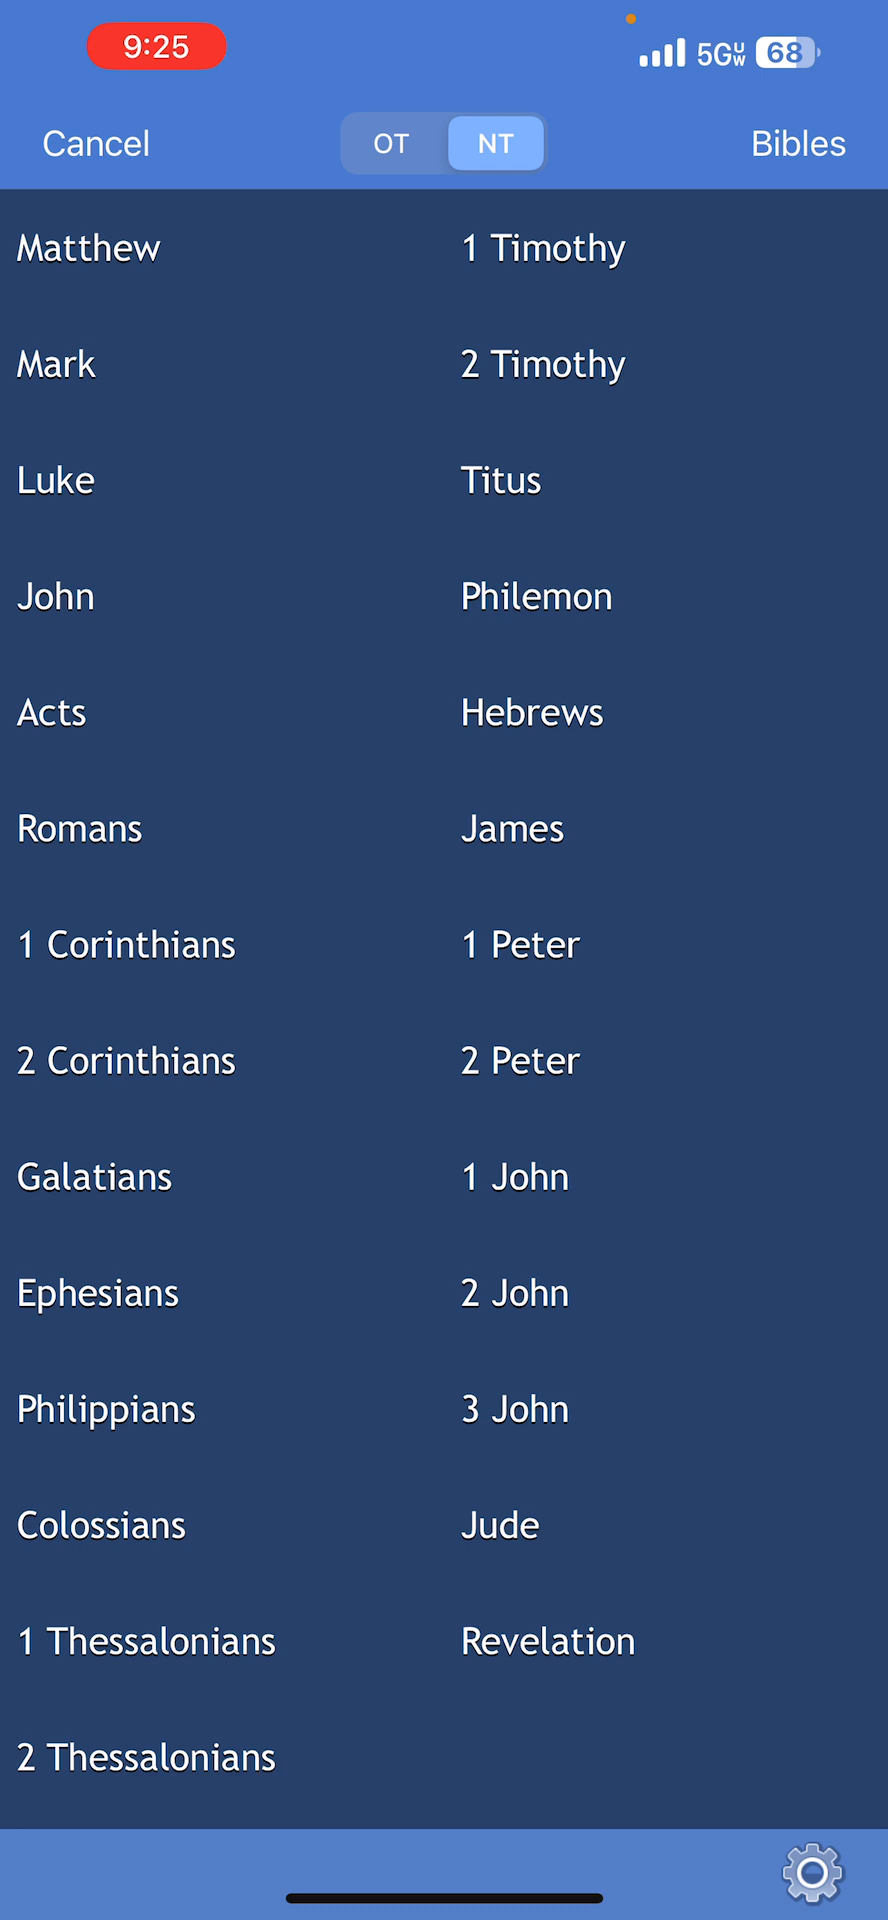 9:25
5GUW 68
Cancel OT NT Bibles
Matthew
Mark
Luke
John
Acts
Romans
1 Corinthians
2 Corinthians
Galatians
Ephesians
Philippians
Colossians
1 Thessalonians
2 Thessalonians
1 Timothy
2 Timothy
Titus
Philemon
Hebrews
James
1 Peter
2 Peter
1 John
2 John
3 John
Jude
Revelation